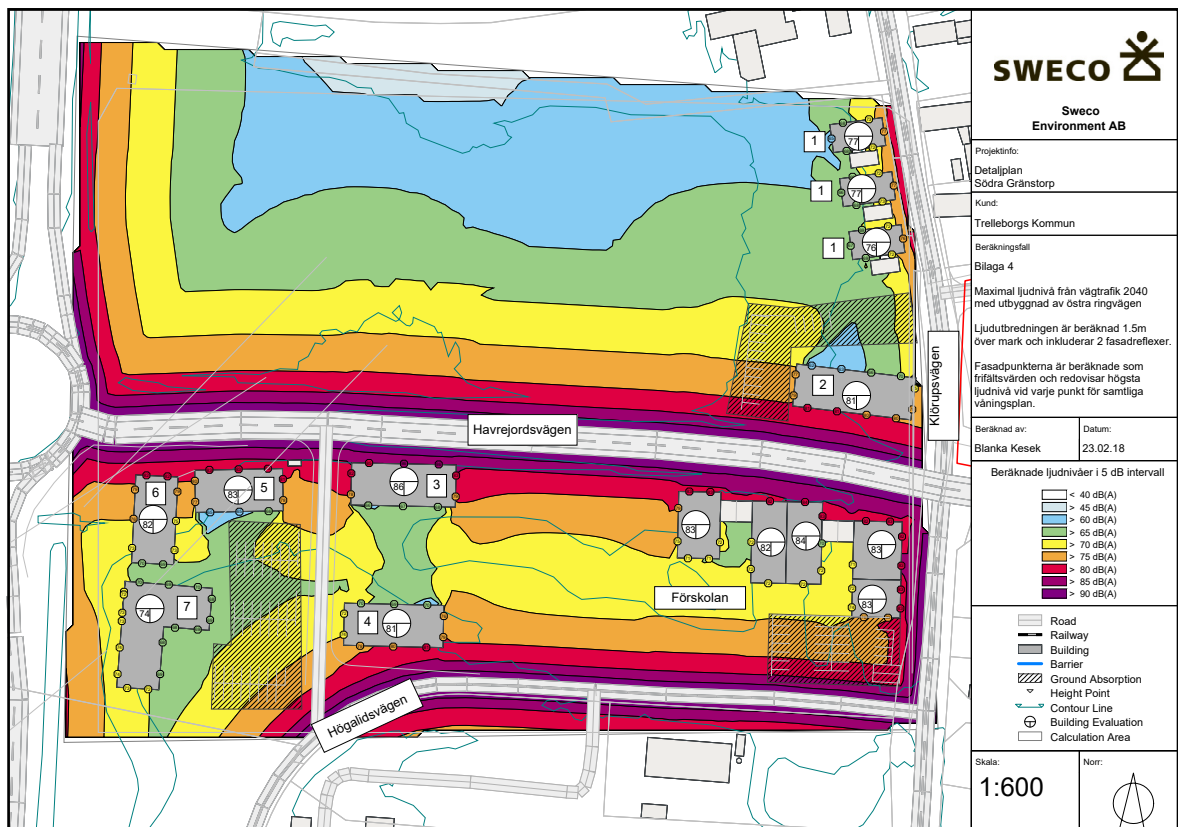 1
77
1
77
1
76
2
81
Klörupsvägen
Havrejordsvägen
6
82
83
5
86
3
83
82
84
83
83
Förskolan
74
7
4
81
Högalidsvägen
SWECO
Sweco
Environment AB
Projektinfo:
Detaljplan
Södra Gränstorp
Kund:
Trelleborgs Kommun
Beräkningsfall
Bilaga 4
Maximal ljudnivå från vägtrafik 2040
med utbyggnad av östra ringvägen
Ljudutbredningen är beräknad 1.5m
över mark och inkluderar 2 fasadreflexer.
Fasadpunkterna är beräknade som
frifältsvärden och redovisar högsta
ljudnivå vid varje punkt för samtliga
våningsplan.
Beräknad av:
Blanka Kesek
Datum:
23.02.18
Beräknade ljudnivåer i 5 dB intervall
< 40 dB(A)
> 45 dB(A)
> 60 dB(A)
> 65 dB(A)
> 70 dB(A)
> 75 dB(A)
> 80 dB(A)
> 85 dB(A)
> 90 dB(A)
Road
Railway
Building
Barrier
Ground Absorption
Height Point
Contour Line
Building Evaluation
Calculation Area
Skala:
1:600
Norr: